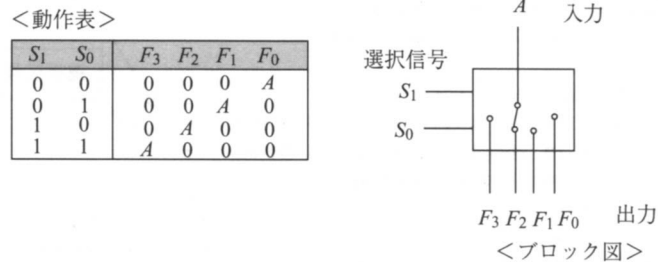 <動作表>
S₁ S₀ F₃ F₂ F₁ F₀
0 0 0 0 0 A
0 1 0 0 A 0
1 0 0 A 0 0
1 1 A 0 0 0
A 入力
選択信号
S₁
S₀
F₃ F₂ F₁ F₀ 出力
<ブロック図>